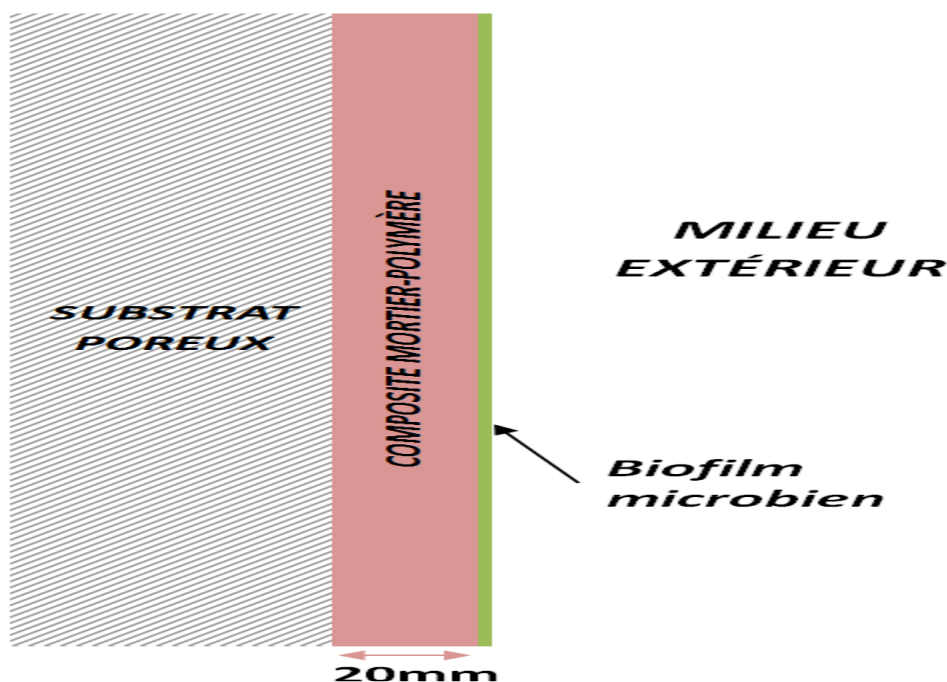 SUBSTRAT
POREUX
COMPOSITE MORTIER-POLYMÈRE
MILIEU
EXTÉRIEUR
Biofilm
microbien
20mm